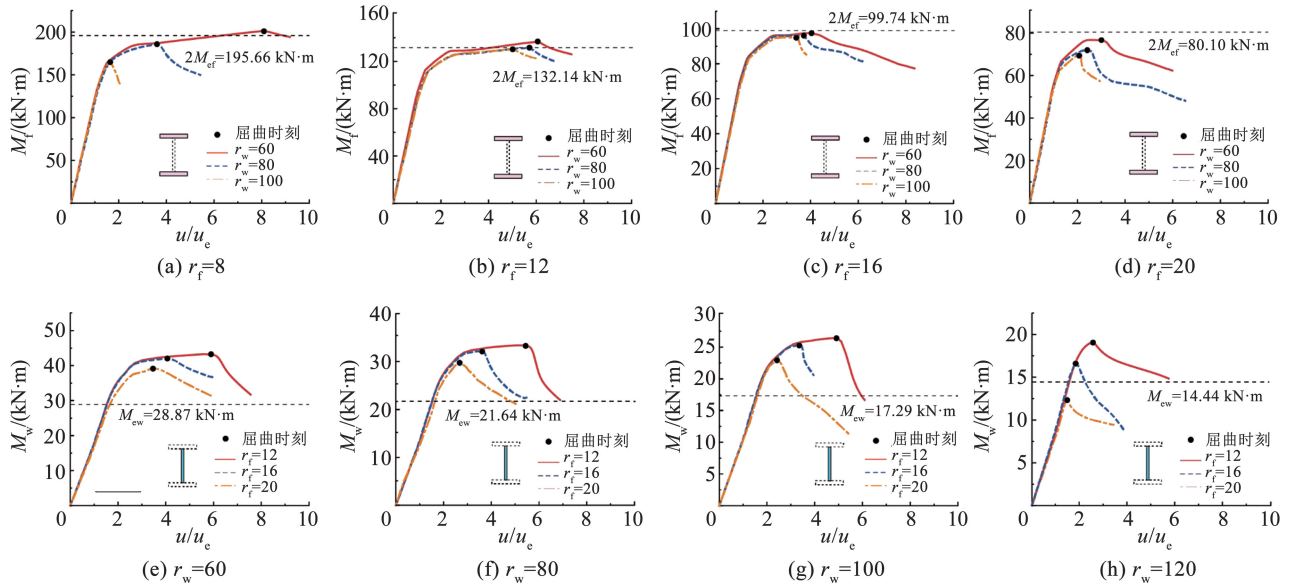 M_f/(kN·m)
200
150
100
50
0
2
4
6
8
10
2M_ef=195.66 kN·m
屈曲时刻
r_w=60
r_w=80
r_w=100
u/u_e
(a) r_f=8
M_f/(kN·m)
160
120
80
40
0
2
4
6
8
10
2M_ef=132.14 kN·m
屈曲时刻
r_w=60
r_w=80
r_w=100
u/u_e
(b) r_f=12
M_f/(kN·m)
100
80
60
40
20
0
2
4
6
8
10
2M_ef=99.74 kN·m
屈曲时刻
r_w=60
r_w=80
r_w=100
u/u_e
(c) r_f=16
M_f/(kN·m)
80
60
40
20
0
2
4
6
8
10
2M_ef=80.10 kN·m
屈曲时刻
r_w=60
r_w=80
r_w=100
u/u_e
(d) r_f=20
M_w/(kN·m)
50
40
30
20
10
0
2
4
6
8
10
M_ew=28.87 kN·m
屈曲时刻
r_f=12
r_f=16
r_f=20
u/u_e
(e) r_w=60
M_w/(kN·m)
40
30
20
10
0
2
4
6
8
10
M_ew=21.64 kN·m
屈曲时刻
r_f=12
r_f=16
r_f=20
u/u_e
(f) r_w=80
M_w/(kN·m)
30
25
20
15
10
5
0
2
4
6
8
10
M_ew=17.29 kN·m
屈曲时刻
r_f=12
r_f=16
r_f=20
u/u_e
(g) r_w=100
M_w/(kN·m)
20
15
10
5
0
2
4
6
8
10
M_ew=14.44 kN·m
屈曲时刻
r_f=12
r_f=16
r_f=20
u/u_e
(h) r_w=120